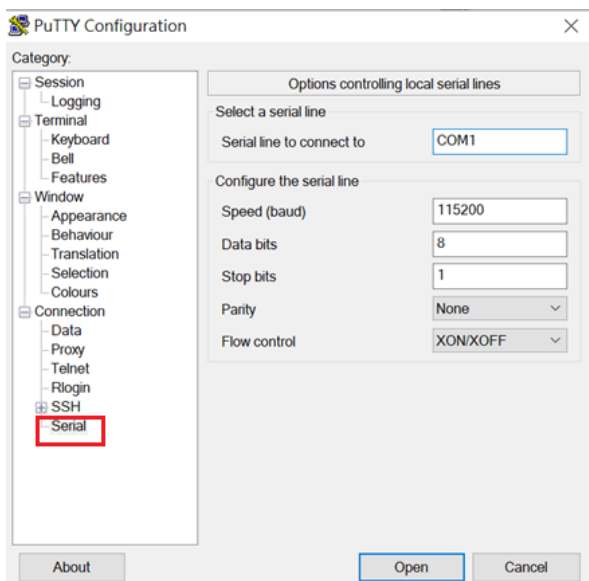 PuTTY Configuration
Category:
Session
Logging
Terminal
Keyboard
Bell
Features
Window
Appearance
Behaviour
Translation
Selection
Colours
Connection
Data
Proxy
Telnet
Rlogin
SSH
Serial
Options controlling local serial lines
Select a serial line
Serial line to connect to COM1
Configure the serial line
Speed (baud) 115200
Data bits 8
Stop bits 1
Parity None
Flow control XON/XOFF
About Open Cancel